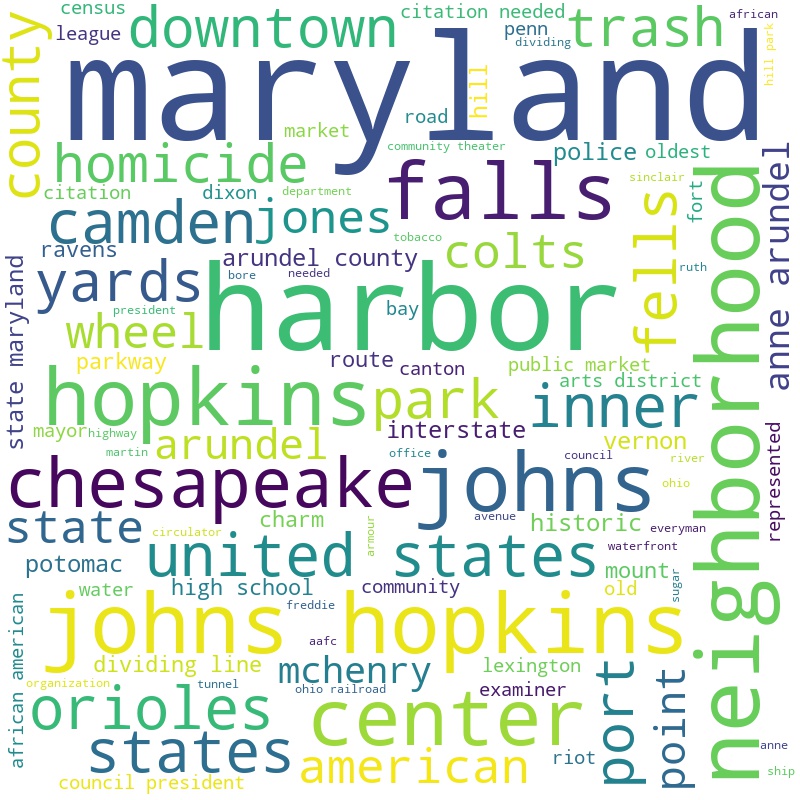 census
citation needed
penn
african
league
downtown
dividing
trash
county
maryland
hill
hill park
road
market
community theater
homicide
police
oldest
citation
dixon
department
falls
sinclair
fort
anne arundel
camden
jones
tobacco
colts
fells
neighborhood
ravens
arundel county
state maryland
yards
bore
needed
harbor
ruth
president
bay
wheel
parkway
route
canton
public market
arts district
hopkins
park
inner
mayor
highway
arundel
interstate
vernon
represented
martin
office
council
river
chesapeake
johns
ohio
state
circulator
charm
armour
avenue
historic
everyman
potomac
united states
waterfront
mount
water
high school
community
old
sugar
african american
johns hopkins
freddie
aafc
dividing line
mchenry
lexington
port
point
organization
tunnel
ohio railroad
examiner
orioles
center
states
american
riot
anne
council president
ship